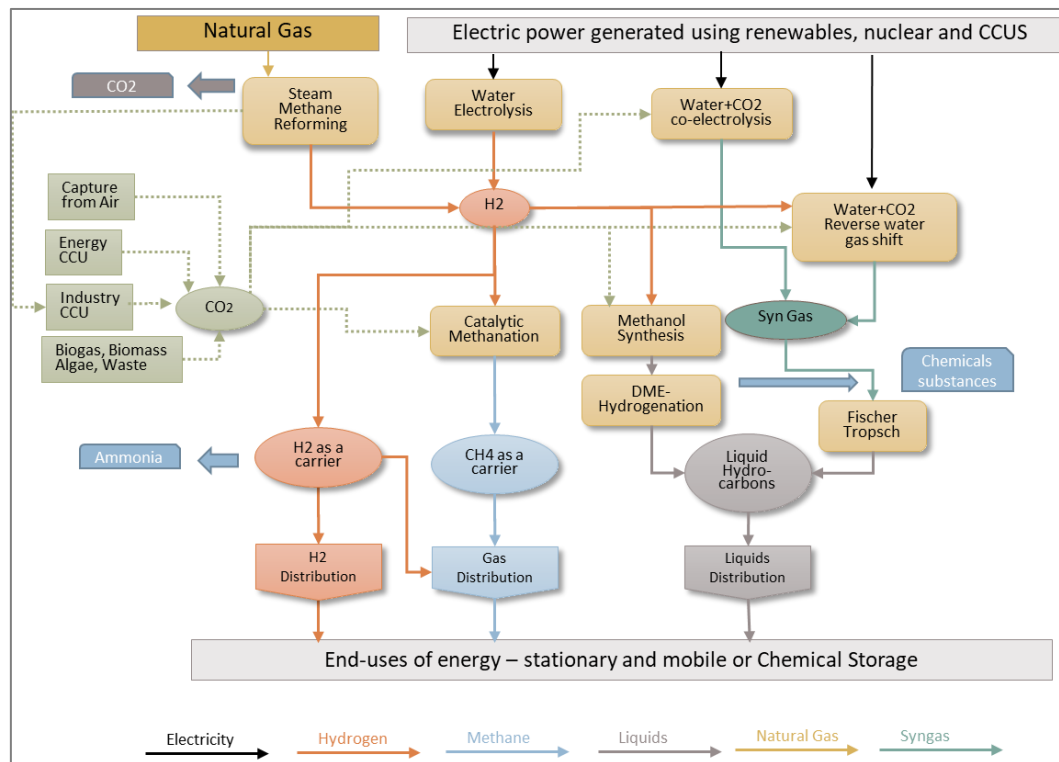 Natural Gas
Electric power generated using renewables, nuclear and CCUS
CO2
Steam
Methane
Reforming
Water
Electrolysis
Water+CO2
co-electrolysis
Capture
from Air
H2
Water+CO2
Reverse water
gas shift
Energy
CCU
Industry
CCU
CO2
Catalytic
Methanation
Methanol
Synthesis
Syn Gas
Biogas, Biomass
Algae, Waste
Chemicals
substances
DME-
Hydrogenation
Fischer
Tropsch
Ammonia
H2 as a
carrier
CH4 as a
carrier
Liquid
Hydro-
carbons
H2
Distribution
Gas
Distribution
Liquids
Distribution
End-uses of energy – stationary and mobile or Chemical Storage
Electricity
Hydrogen
Methane
Liquids
Natural Gas
Syngas